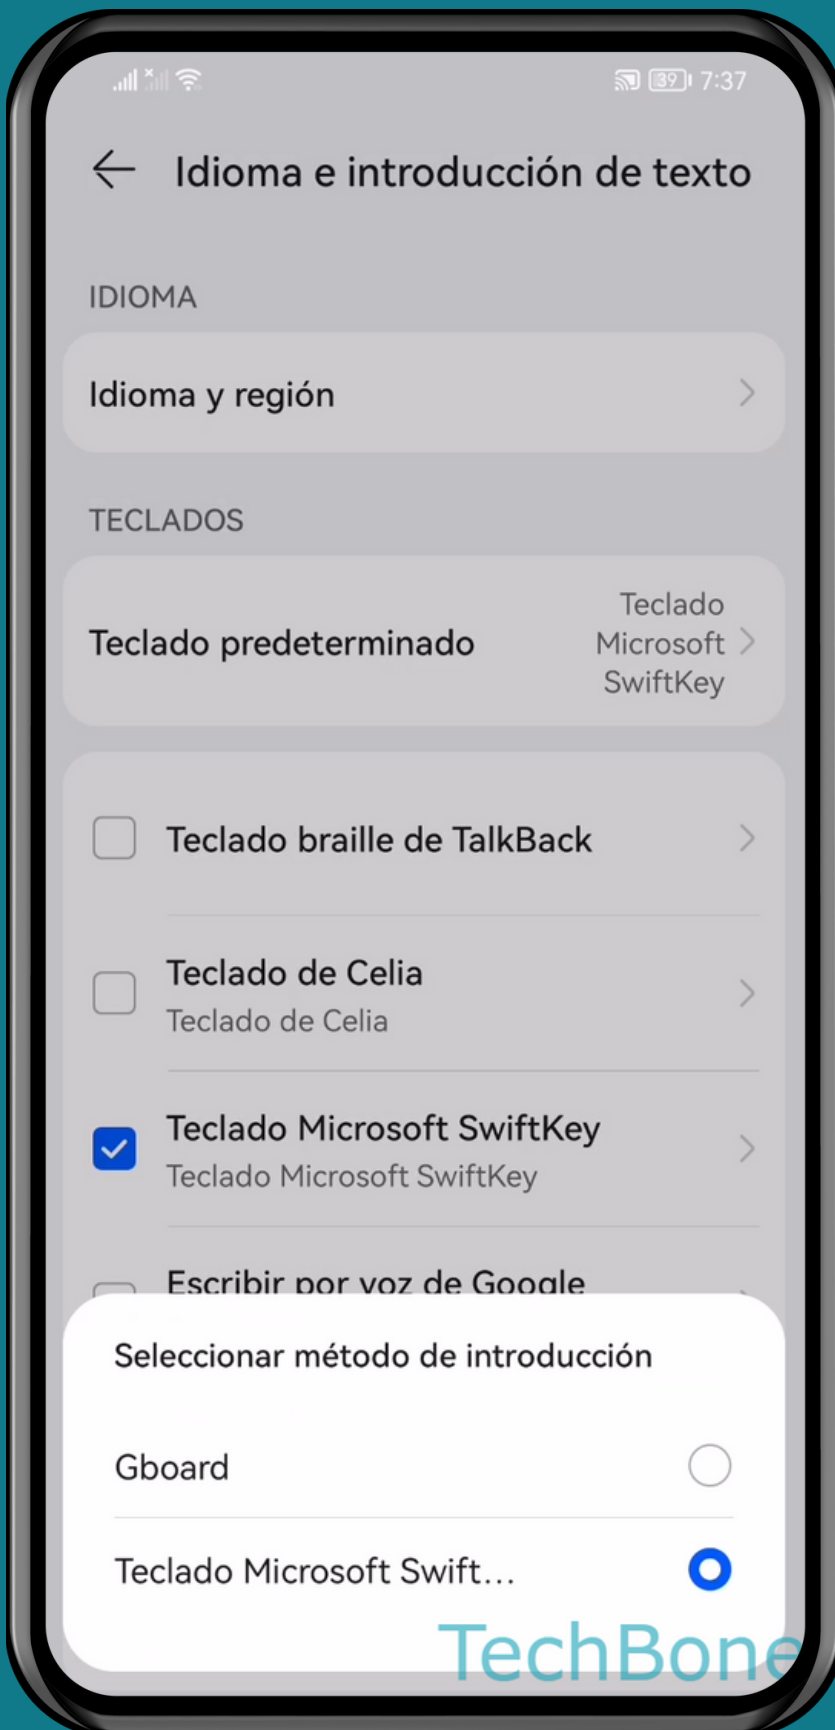 39 7:37
Idioma e introducción de texto
IDIOMA
Idioma y región
TECLADOS
Teclado predeterminado
Teclado
Microsoft
SwiftKey
Teclado braille de TalkBack
Teclado de Celia
Teclado de Celia
Teclado Microsoft SwiftKey
Teclado Microsoft SwiftKey
Escribir por voz de Google
Seleccionar método de introducción
Gboard
Teclado Microsoft Swift...
TechBone